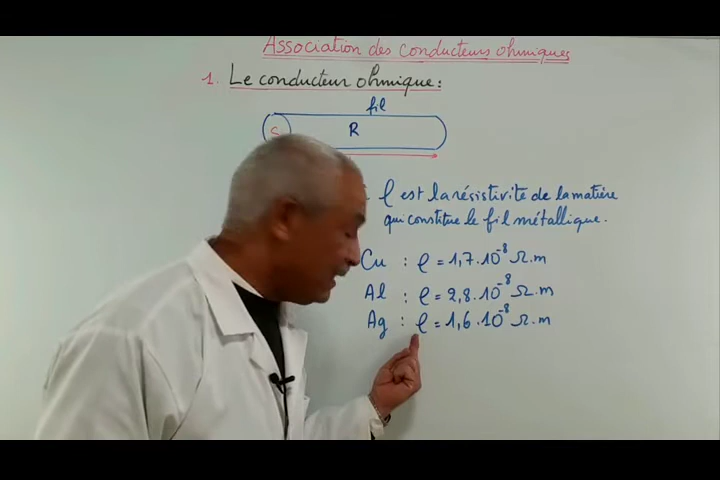 Association des conducteurs ohmiques
1. Le conducteur ohmique :
fil
S R
ρ est la résistivité de la matière
qui constitue le fil métallique.
Cu : ρ = 1,7.10⁻⁸ Ω.m
Al : ρ = 2,8.10⁻⁸ Ω.m
Ag : ρ = 1,6.10⁻⁸ Ω.m